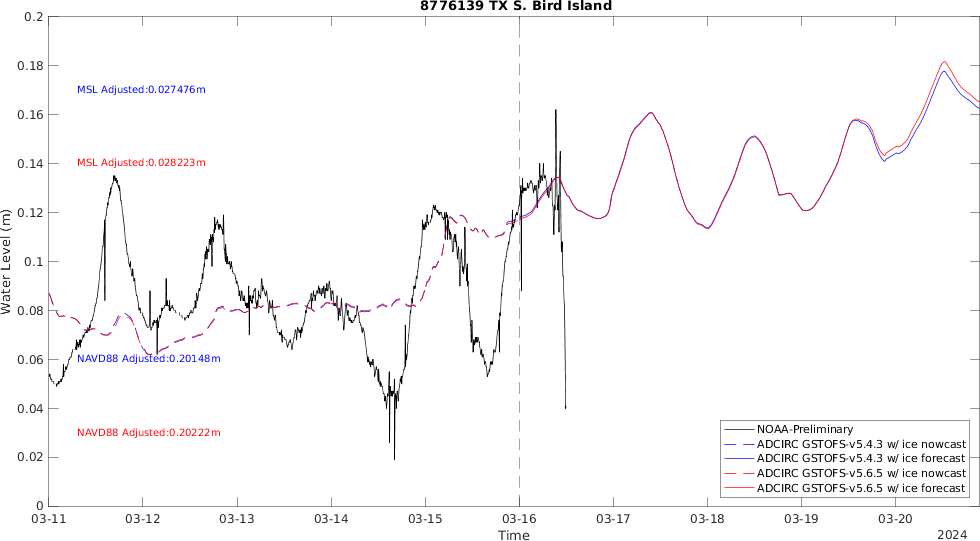 8776139 TX S. Bird Island
0.2
0.18
0.16
0.14
0.12
0.1
0.08
0.06
0.04
0.02
0
Water Level (m)
MSL Adjusted:0.027476m
MSL Adjusted:0.028223m
NAVD88 Adjusted:0.20148m
NAVD88 Adjusted:0.20222m
NOAA-Preliminary
ADCIRC GSTOFS-v5.4.3 w/ ice nowcast
ADCIRC GSTOFS-v5.4.3 w/ ice forecast
ADCIRC GSTOFS-v5.6.5 w/ ice nowcast
ADCIRC GSTOFS-v5.6.5 w/ ice forecast
03-11 03-12 03-13 03-14 03-15 03-16 03-17 03-18 03-19 03-20
Time
2024